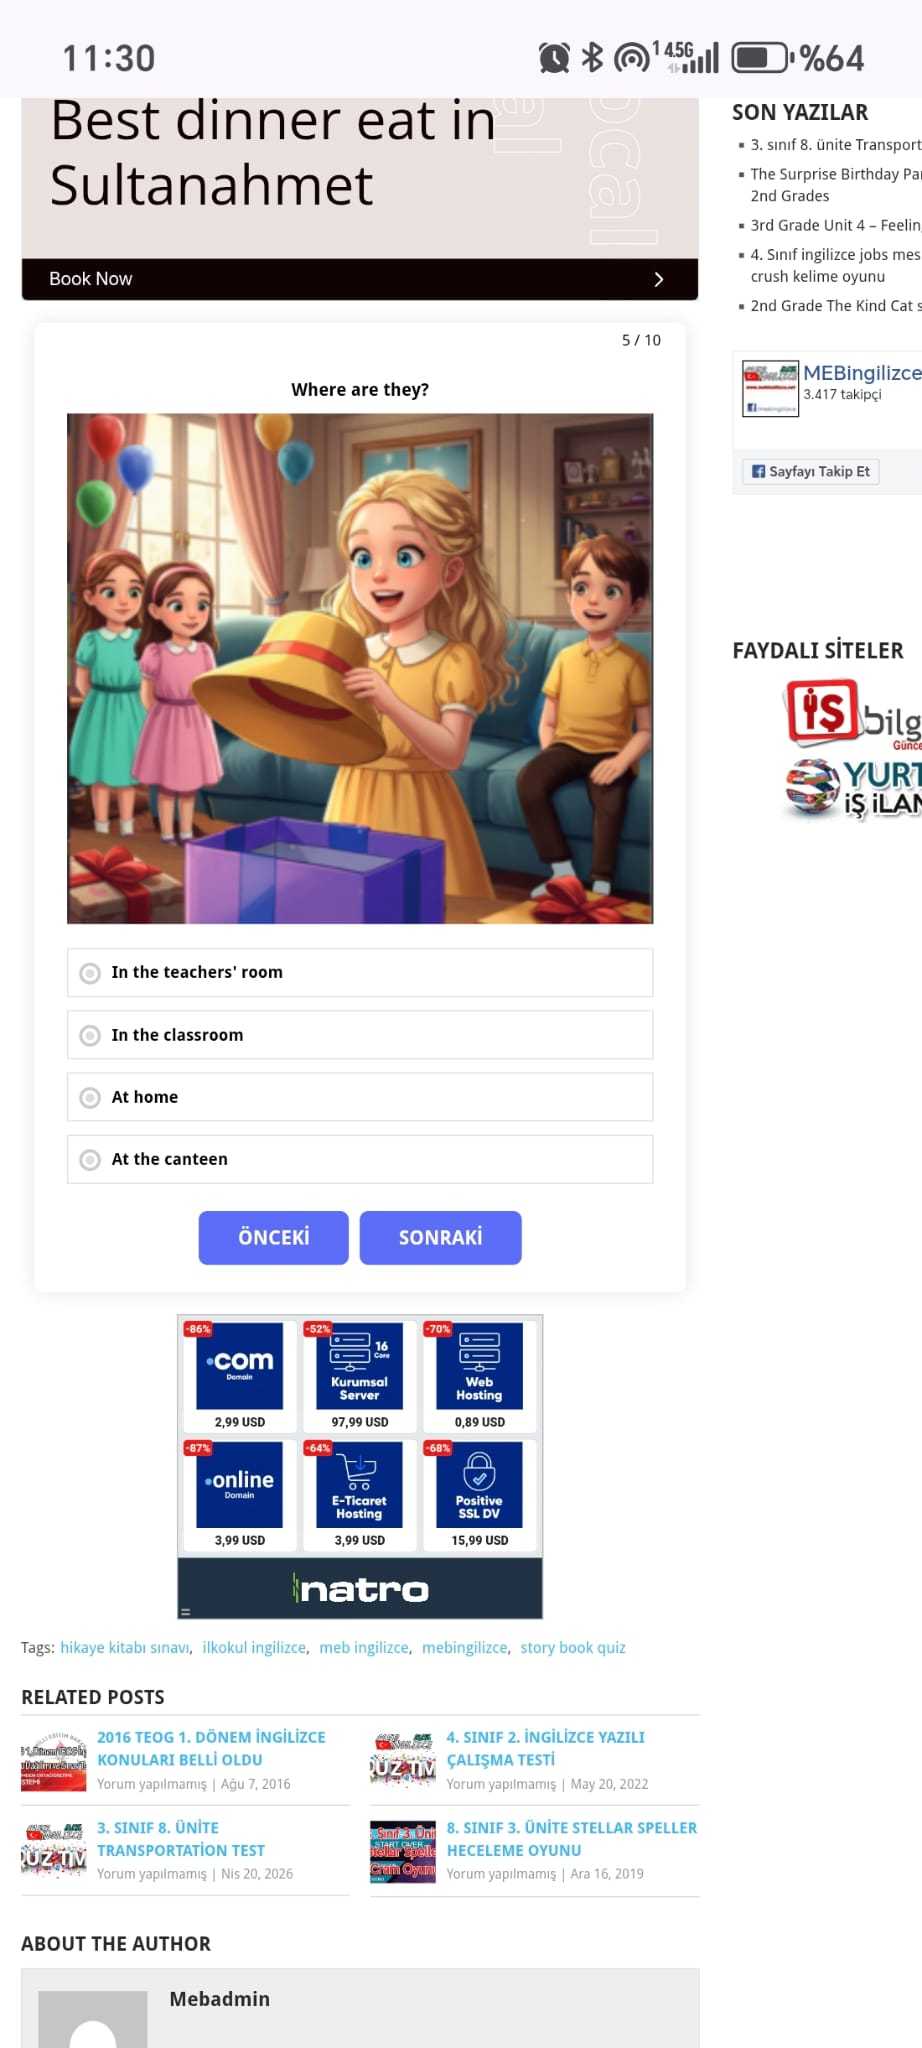 11:30
1 4.5G
%64
Best dinner eat in
Sultanahmet
Book Now
5 / 10
Where are they?
In the teachers' room
In the classroom
At home
At the canteen
ÖNCEKİ
SONRAKİ
-86%
.com
Domain
2,99 USD
-52%
16
Core
Kurumsal
Server
97,99 USD
-70%
Web
Hosting
0,89 USD
-87%
.online
Domain
3,99 USD
-64%
E-Ticaret
Hosting
3,99 USD
-68%
Positive
SSL DV
15,99 USD
natro
Tags: hikaye kitabı sınavı, ilkokul ingilizce, meb ingilizce, mebingilizce, story book quiz
RELATED POSTS
2016 TEOG 1. DÖNEM İNGİLİZCE
KONULARI BELLİ OLDU
Yorum yapılmamış | Ağu 7, 2016
4. SINIF 2. İNGİLİZCE YAZILI
ÇALIŞMA TESTİ
Yorum yapılmamış | May 20, 2022
3. SINIF 8. ÜNİTE
TRANSPORTATİON TEST
Yorum yapılmamış | Nis 20, 2026
8. SINIF 3. ÜNİTE STELLAR SPELLER
HECELEME OYUNU
Yorum yapılmamış | Ara 16, 2019
ABOUT THE AUTHOR
Mebadmin
SON YAZILAR
3. sınıf 8. ünite Transport
The Surprise Birthday Pa
2nd Grades
3rd Grade Unit 4 – Feelin
4. Sınıf ingilizce jobs mes
crush kelime oyunu
2nd Grade The Kind Cat s
MEBingilizce
3.417 takipçi
Sayfayı Takip Et
FAYDALI SİTELER
İŞ bilg
Günce
YURT
İŞ İLAN